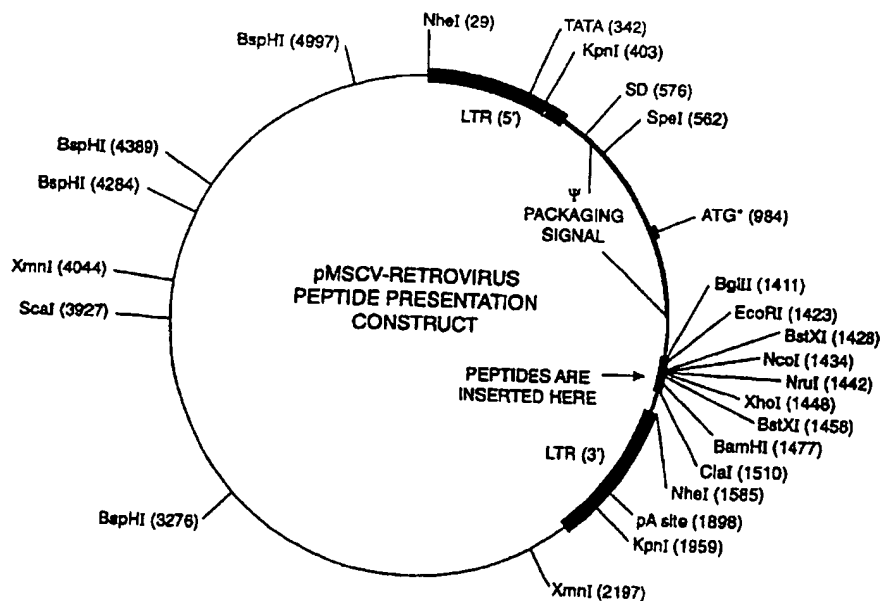 NheI (29)
TATA (342)
KpnI (403)
BspHI (4997)
SD (576)
SpeI (562)
LTR (5')
BspHI (4389)
BspHI (4284)
Ψ
PACKAGING
SIGNAL
ATG* (984)
XmnI (4044)
ScaI (3927)
pMSCV-RETROVIRUS
PEPTIDE PRESENTATION
CONSTRUCT
BglII (1411)
EcoRI (1423)
BstXI (1428)
NcoI (1434)
NruI (1442)
XhoI (1448)
BstXI (1458)
BamHI (1477)
ClaI (1510)
NheI (1585)
PEPTIDES ARE
INSERTED HERE
LTR (3')
pA site (1898)
KpnI (1959)
BspHI (3276)
XmnI (2197)